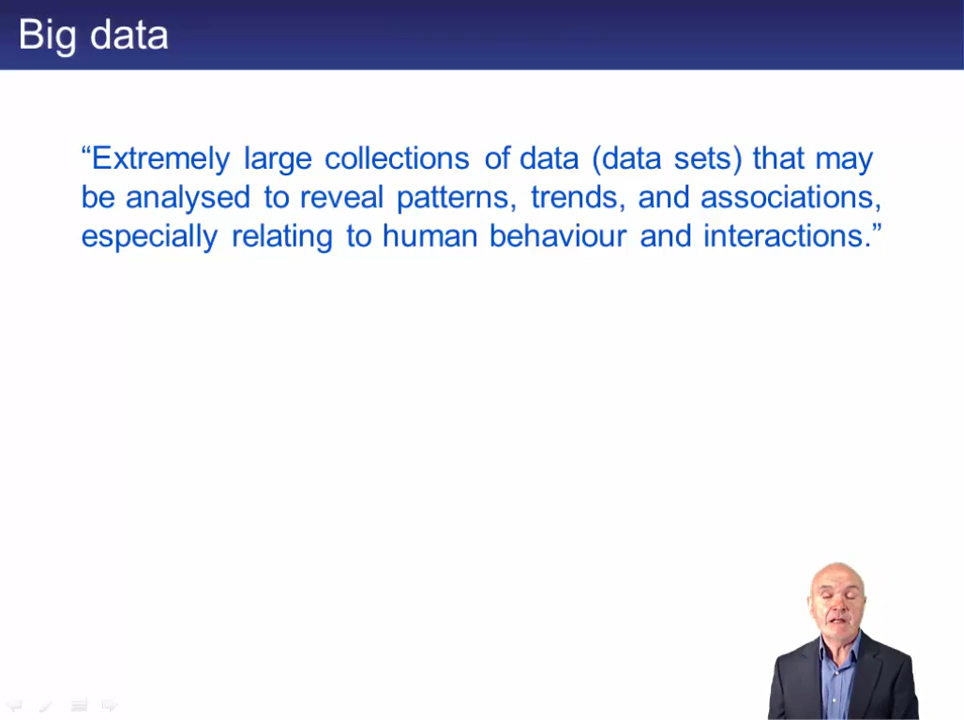 Big data
“Extremely large collections of data (data sets) that may
be analysed to reveal patterns, trends, and associations,
especially relating to human behaviour and interactions.”